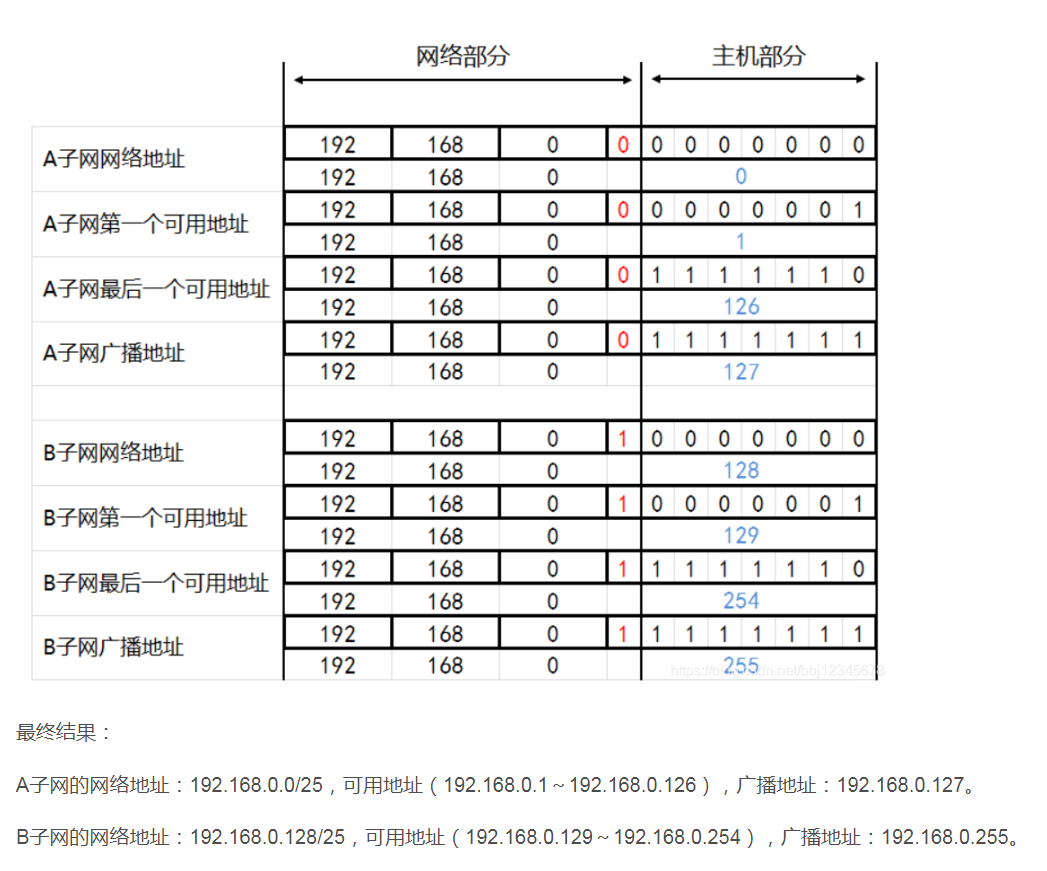 网络部分 主机部分
A子网网络地址 192 168 0 0 0 0 0 0 0 0 0
192 168 0 0
A子网第一个可用地址 192 168 0 0 0 0 0 0 0 0 1
192 168 0 1
A子网最后一个可用地址 192 168 0 0 1 1 1 1 1 1 0
192 168 0 126
A子网广播地址 192 168 0 0 1 1 1 1 1 1 1
192 168 0 127
B子网网络地址 192 168 0 1 0 0 0 0 0 0 0
192 168 0 128
B子网第一个可用地址 192 168 0 1 0 0 0 0 0 0 1
192 168 0 129
B子网最后一个可用地址 192 168 0 1 1 1 1 1 1 1 0
192 168 0 254
B子网广播地址 192 168 0 1 1 1 1 1 1 1 1
192 168 0 255
最终结果：
A子网的网络地址：192.168.0.0/25，可用地址（192.168.0.1～192.168.0.126），广播地址：192.168.0.127。
B子网的网络地址：192.168.0.128/25，可用地址（192.168.0.129～192.168.0.254），广播地址：192.168.0.255。